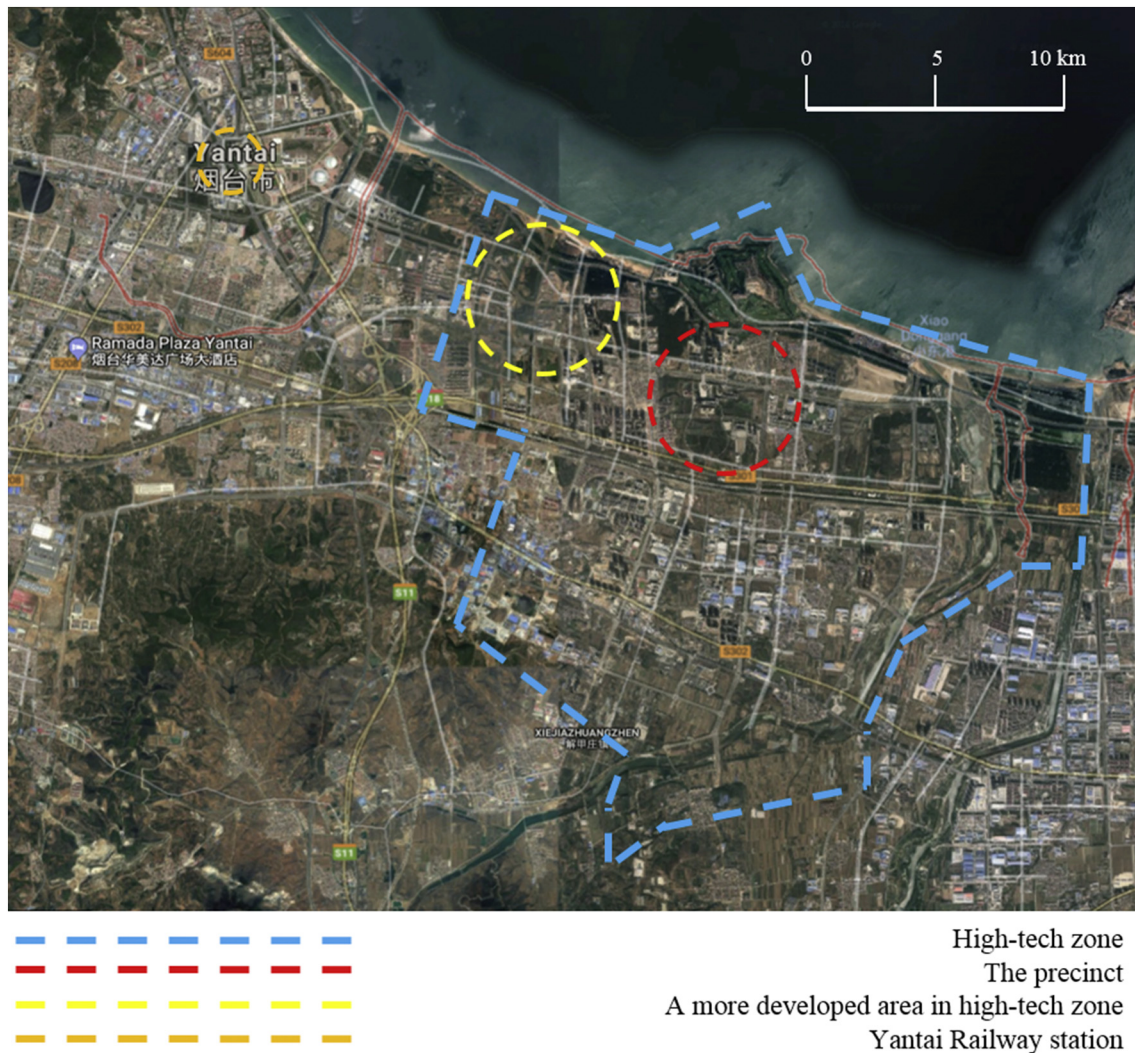 0 5 10 km
S604
Yantai
烟台市
S302
Ramada Plaza Yantai
烟台华美达广场大酒店
Xiao
S301
S11
S302
XIEJIAZHUANGZHEN
解甲庄镇
S11
High-tech zone
The precinct
A more developed area in high-tech zone
Yantai Railway station